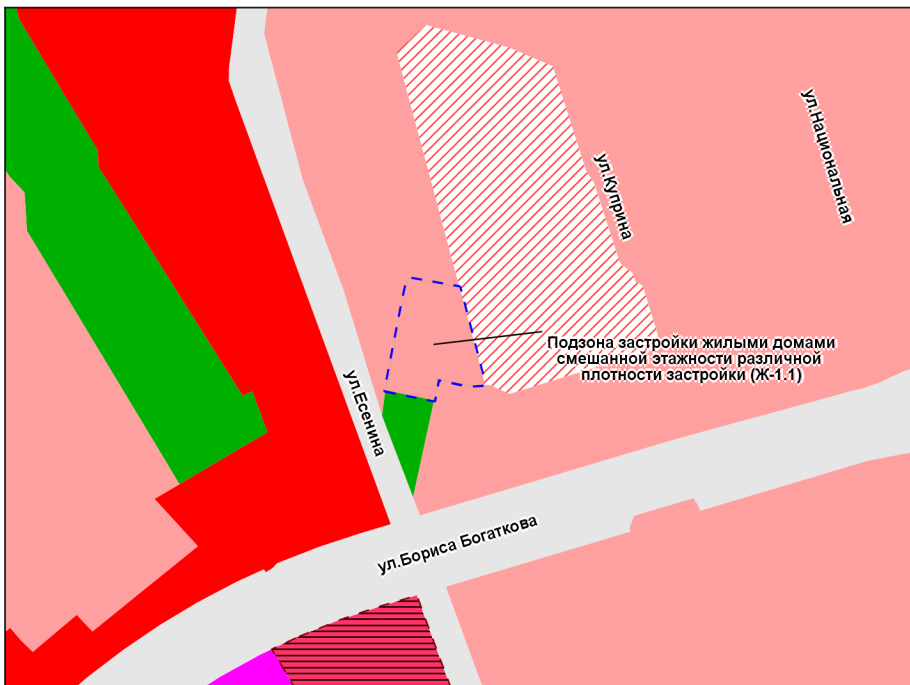 ул.Национальная
ул.Куприна
Подзона застройки жилыми домами
смешанной этажности различной
плотности застройки (Ж-1.1)
ул.Есенина
ул.Бориса Богаткова